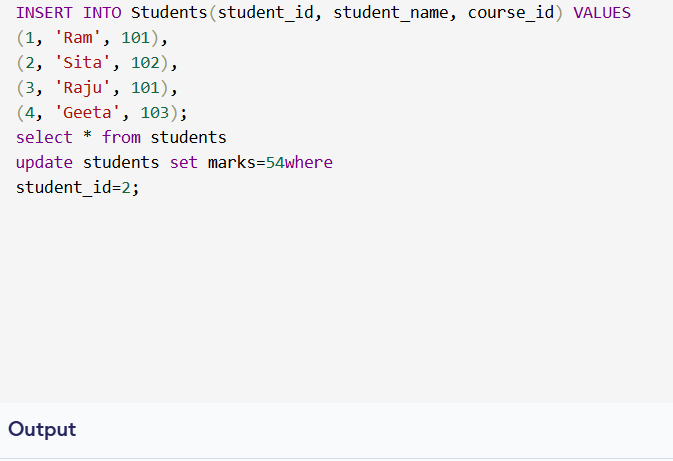 INSERT INTO Students(student_id, student_name, course_id) VALUES
(1, 'Ram', 101),
(2, 'Sita', 102),
(3, 'Raju', 101),
(4, 'Geeta', 103);
select * from students
update students set marks=54where
student_id=2;
Output